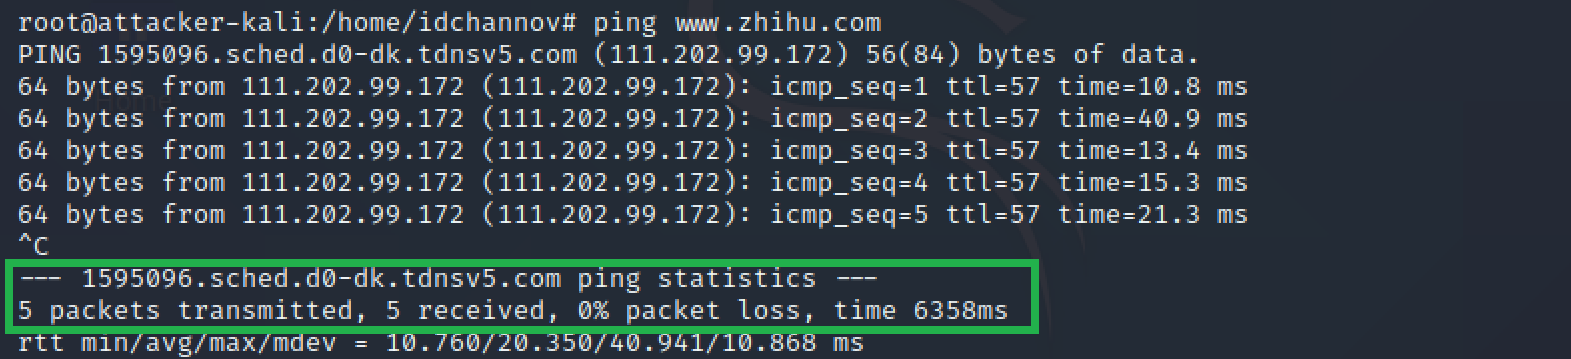 root@attacker-kali:/home/idchannov# ping www.zhihu.com
PING 1595096.sched.d0-dk.tdnsv5.com (111.202.99.172) 56(84) bytes of data.
64 bytes from 111.202.99.172 (111.202.99.172): icmp_seq=1 ttl=57 time=10.8 ms
64 bytes from 111.202.99.172 (111.202.99.172): icmp_seq=2 ttl=57 time=40.9 ms
64 bytes from 111.202.99.172 (111.202.99.172): icmp_seq=3 ttl=57 time=13.4 ms
64 bytes from 111.202.99.172 (111.202.99.172): icmp_seq=4 ttl=57 time=15.3 ms
64 bytes from 111.202.99.172 (111.202.99.172): icmp_seq=5 ttl=57 time=21.3 ms
^C
--- 1595096.sched.d0-dk.tdnsv5.com ping statistics ---
5 packets transmitted, 5 received, 0% packet loss, time 6358ms
rtt min/avg/max/mdev = 10.760/20.350/40.941/10.868 ms